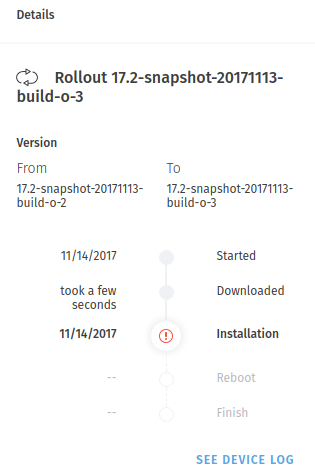 Details
Rollout 17.2-snapshot-20171113-
build-o-3
Version
From To
17.2-snapshot-20171113- 17.2-snapshot-20171113-
build-o-2 build-o-3
11/14/2017 Started
took a few Downloaded
seconds
11/14/2017 Installation
-- Reboot
-- Finish
SEE DEVICE LOG